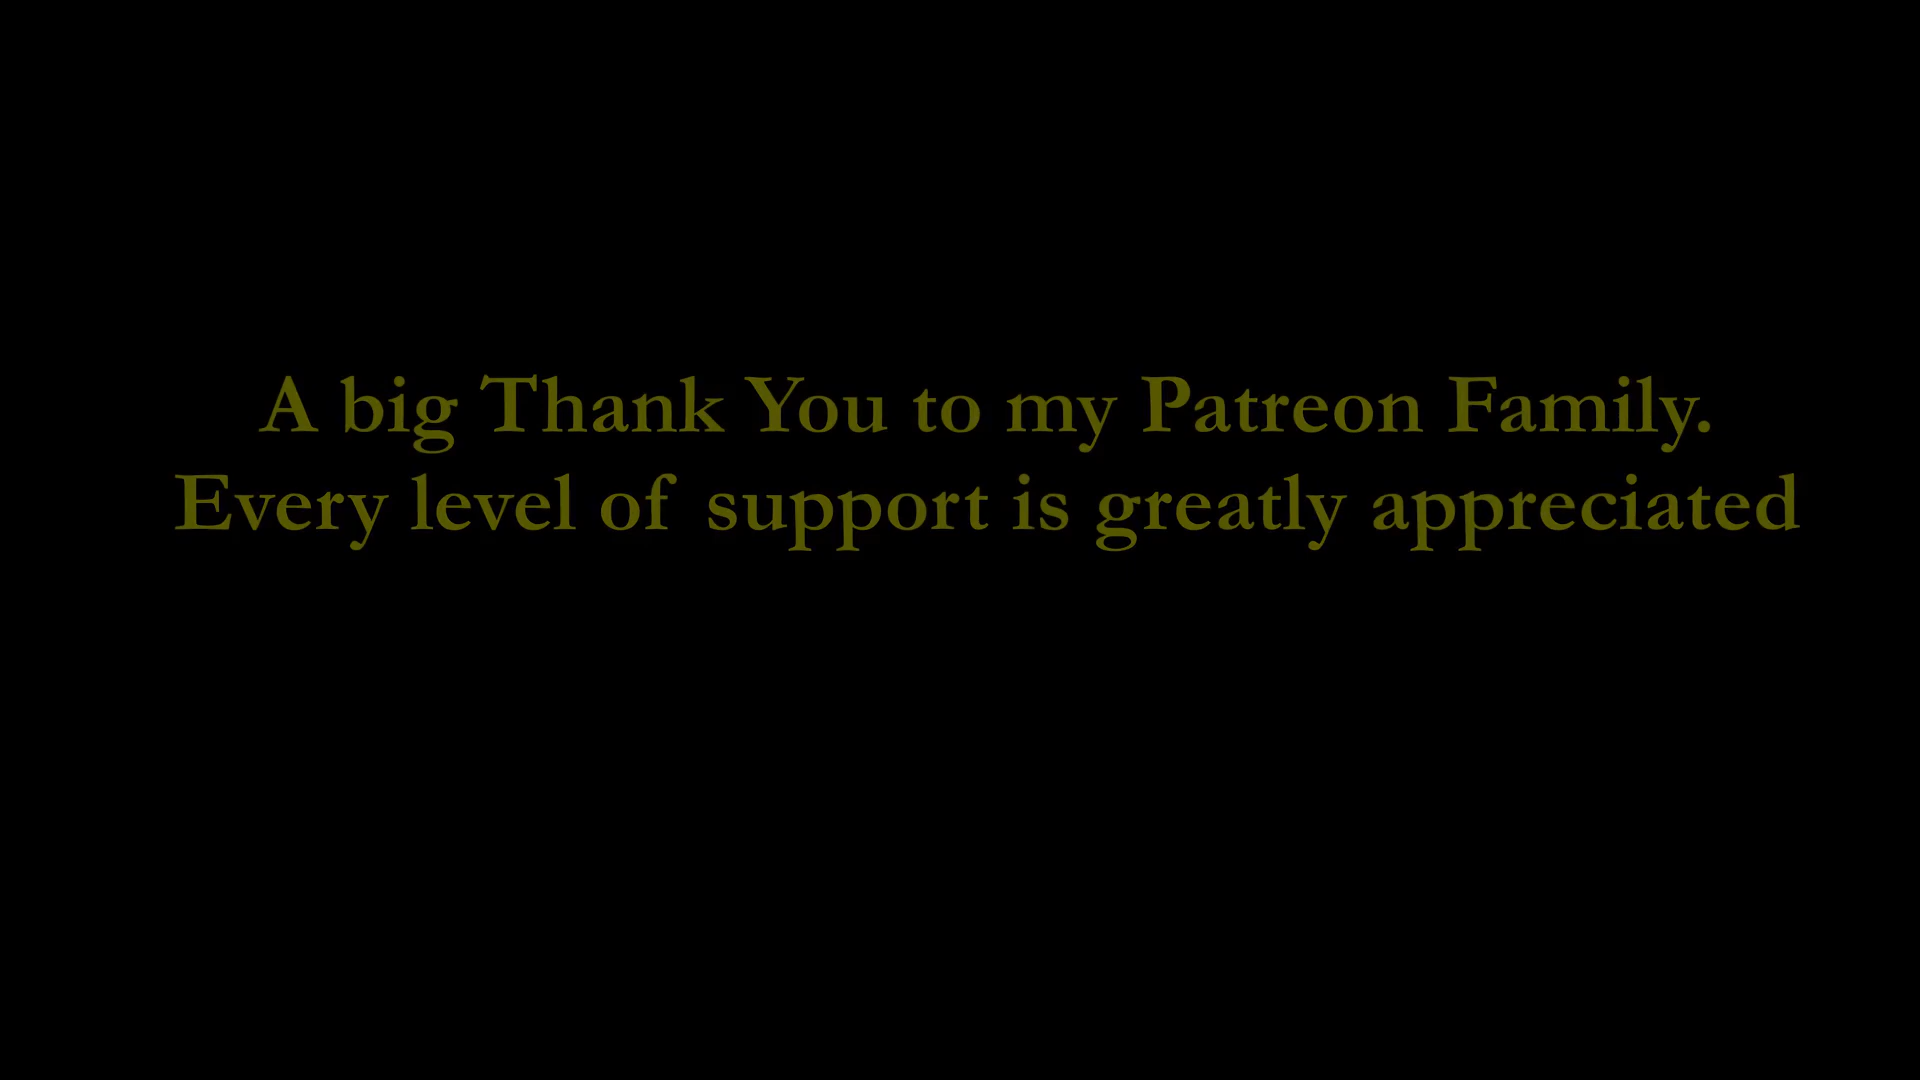 A big Thank You to my Patreon Family.
Every level of support is greatly appreciated